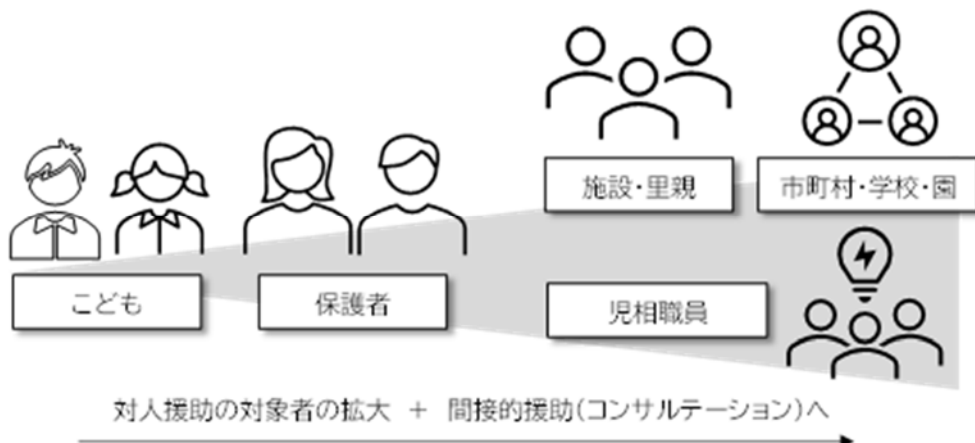 施設・里親
市町村・学校・園
こども
保護者
児相職員
対人援助の対象者の拡大 + 間接的援助(コンサルテーション)へ